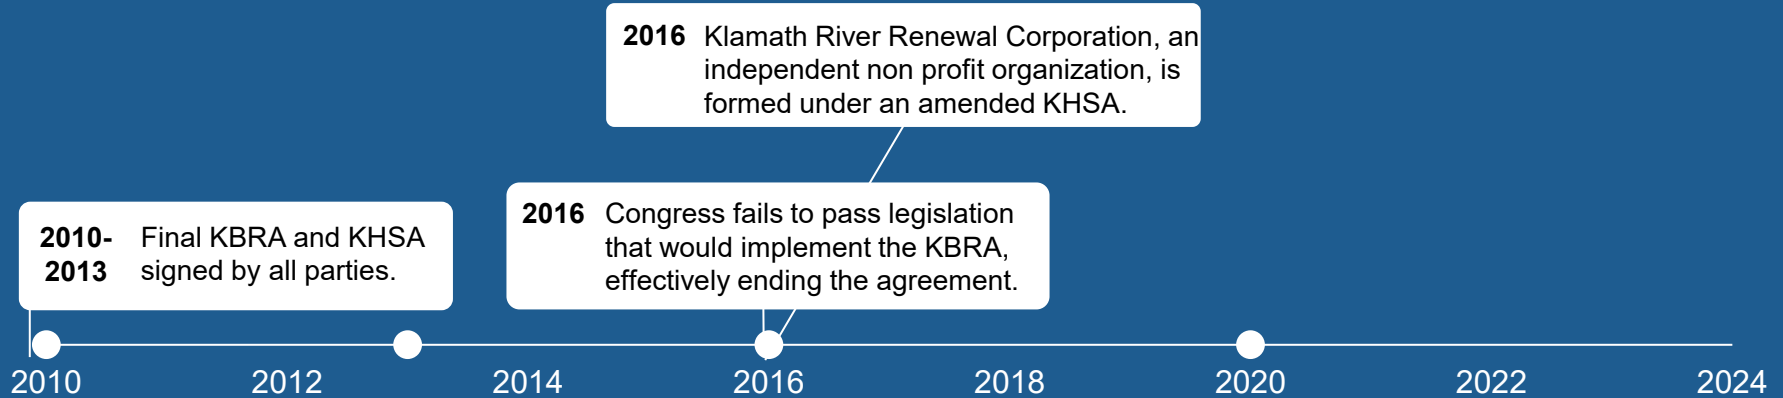 2016 Klamath River Renewal Corporation, an
independent non profit organization, is
formed under an amended KHSA.
2010-
2013
Final KBRA and KHSA
signed by all parties.
2016 Congress fails to pass legislation
that would implement the KBRA,
effectively ending the agreement.
2010 2012 2014 2016 2018 2020 2022 2024